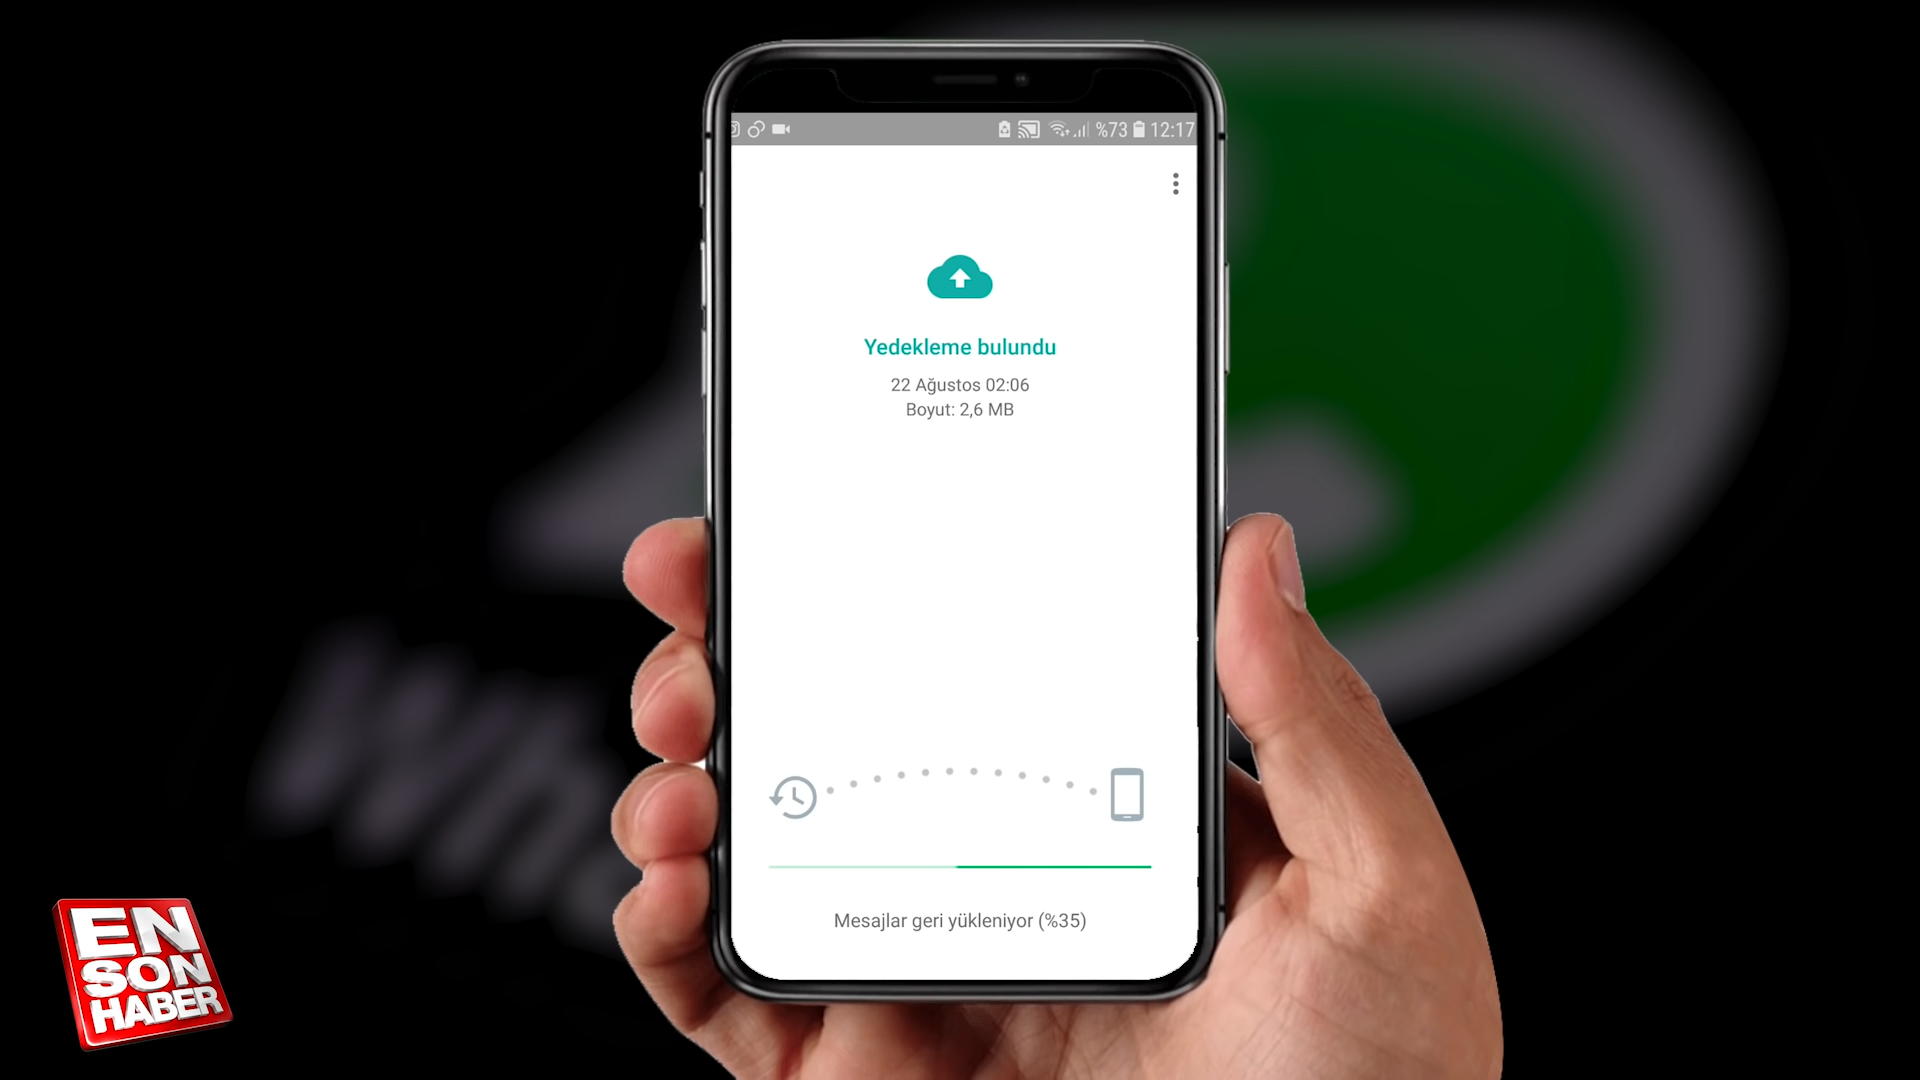 %73 12:17
Yedekleme bulundu
22 Ağustos 02:06
Boyut: 2,6 MB
Mesajlar geri yükleniyor (%35)
EN
SON
HABER